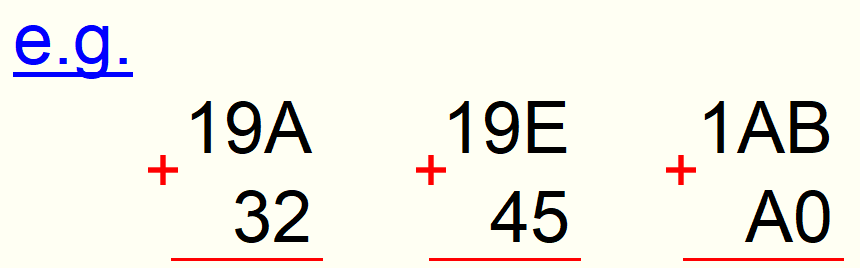 e.g.
19A 19E 1AB
+ + +
32 45 A0